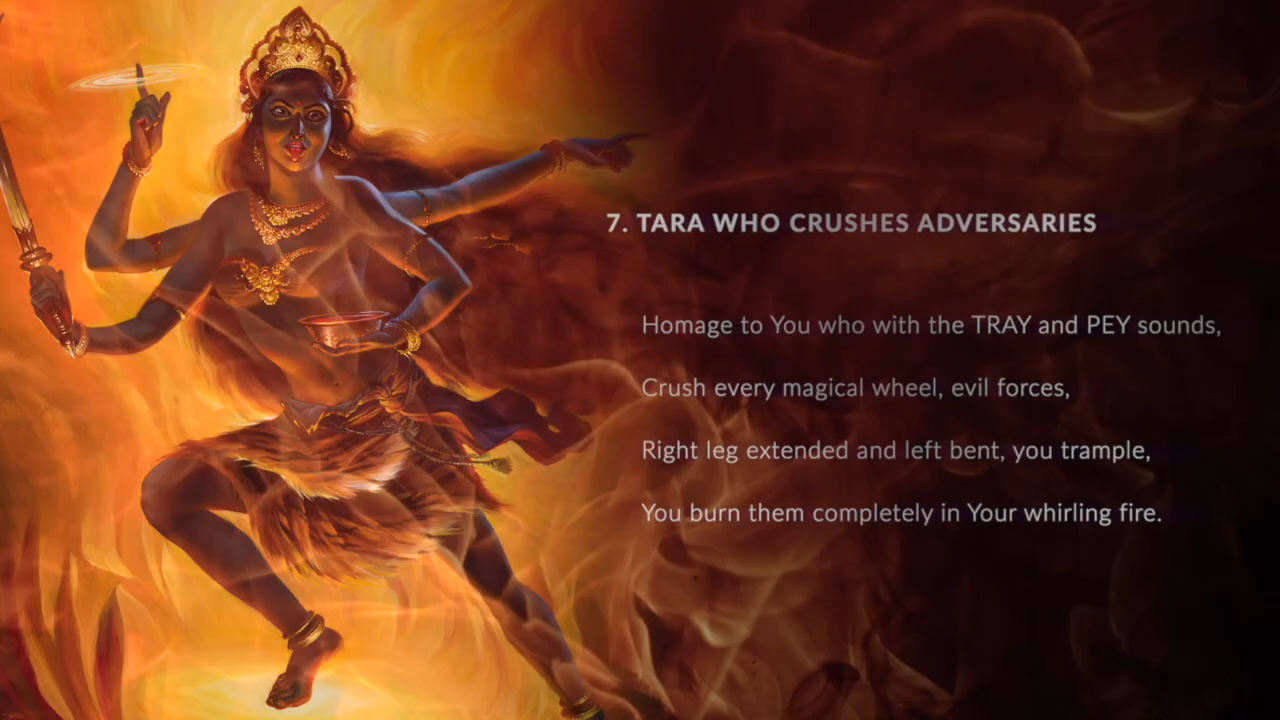 7. TARA WHO CRUSHES ADVERSARIES
Homage to You who with the TRAY and PEY sounds,
Crush every magical wheel, evil forces,
Right leg extended and left bent, you trample,
You burn them completely in Your whirling fire.